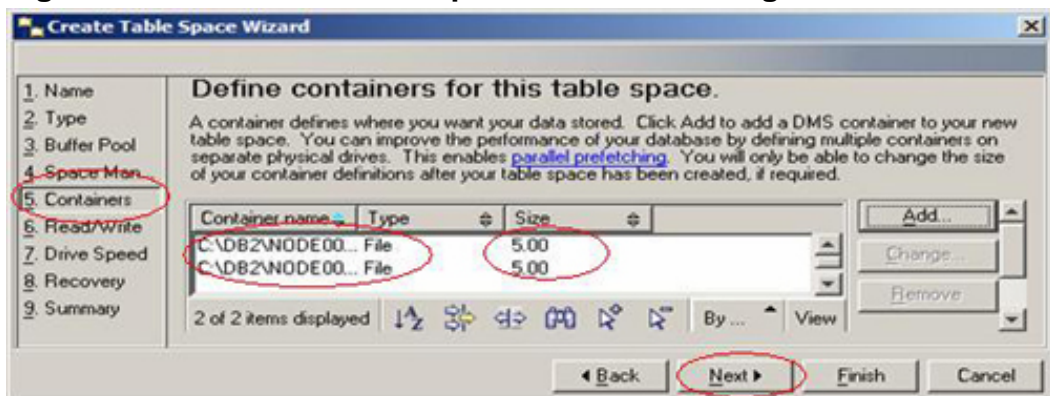 Create Table Space Wizard
1. Name
2. Type
3. Buffer Pool
4. Space Man...
5. Containers
6. Read/Write
7. Drive Speed
8. Recovery
9. Summary
Define containers for this table space.
A container defines where you want your data stored. Click Add to add a DMS container to your new
table space. You can improve the performance of your database by defining multiple containers on
separate physical drives. This enables parallel prefetching. You will only be able to change the size
of your container definitions after your table space has been created, if required.
Container name Type Size
C:\DB2\NODE00... File 5.00
C:\DB2\NODE00... File 5.00
2 of 2 items displayed By ... View
Add...
Change...
Remove
Back Next Finish Cancel